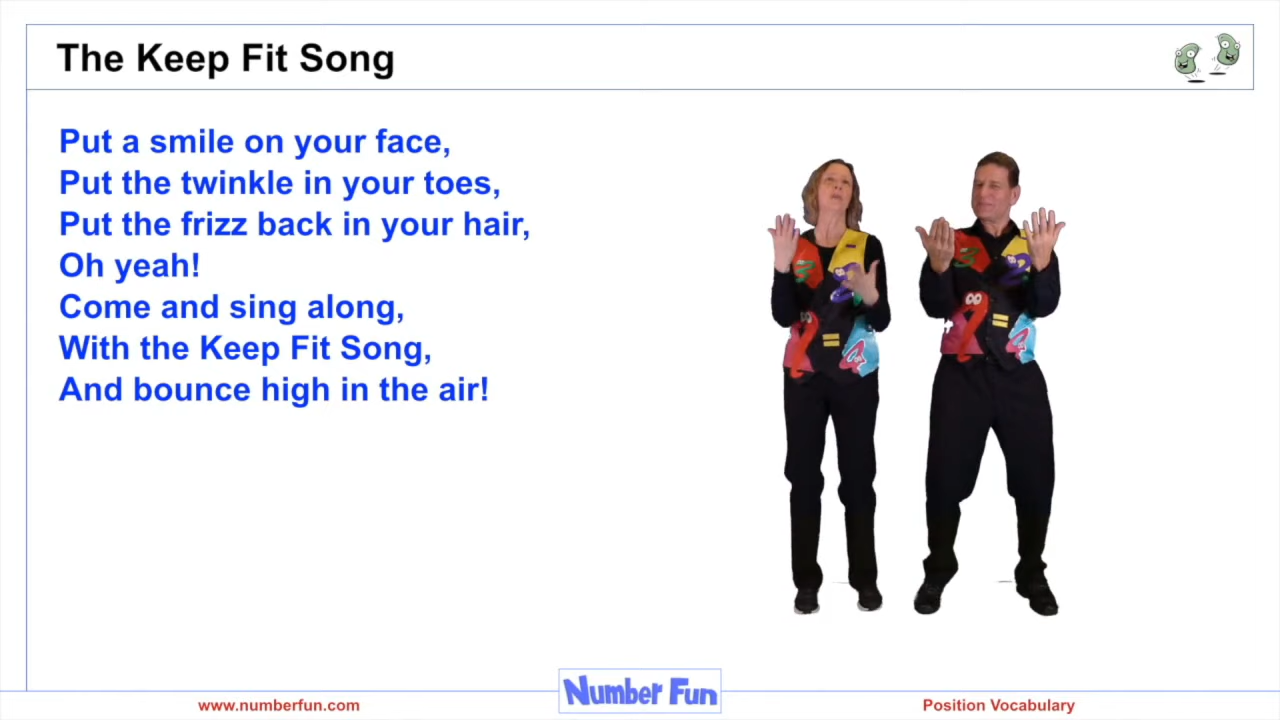 The Keep Fit Song
Put a smile on your face,
Put the twinkle in your toes,
Put the frizz back in your hair,
Oh yeah!
Come and sing along,
With the Keep Fit Song,
And bounce high in the air!
www.numberfun.com
Number Fun
Position Vocabulary